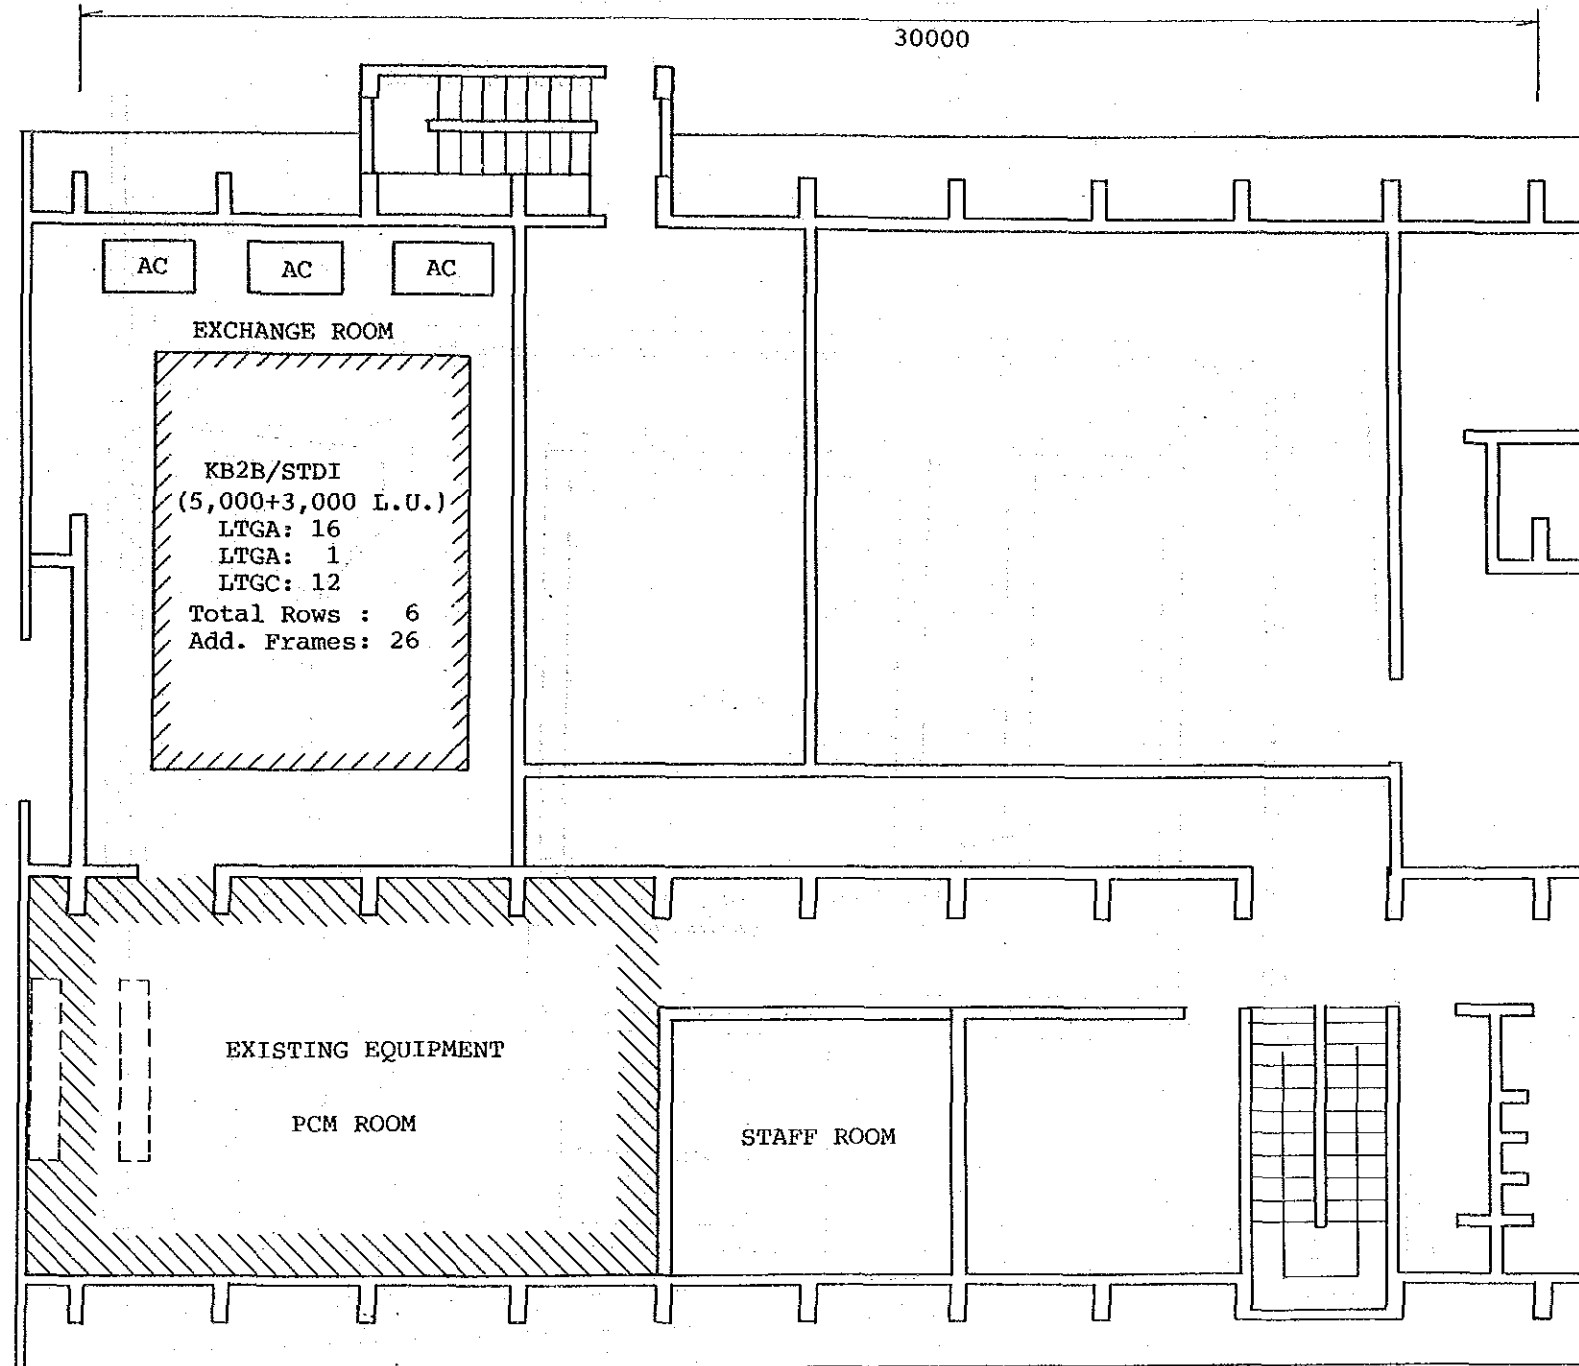 30000
AC AC AC
EXCHANGE ROOM
KB2B/STDI
(5,000+3,000 L.U.)
LTGA: 16
LTGA: 1
LTGC: 12
Total Rows : 6
Add. Frames: 26
EXISTING EQUIPMENT
PCM ROOM
STAFF ROOM